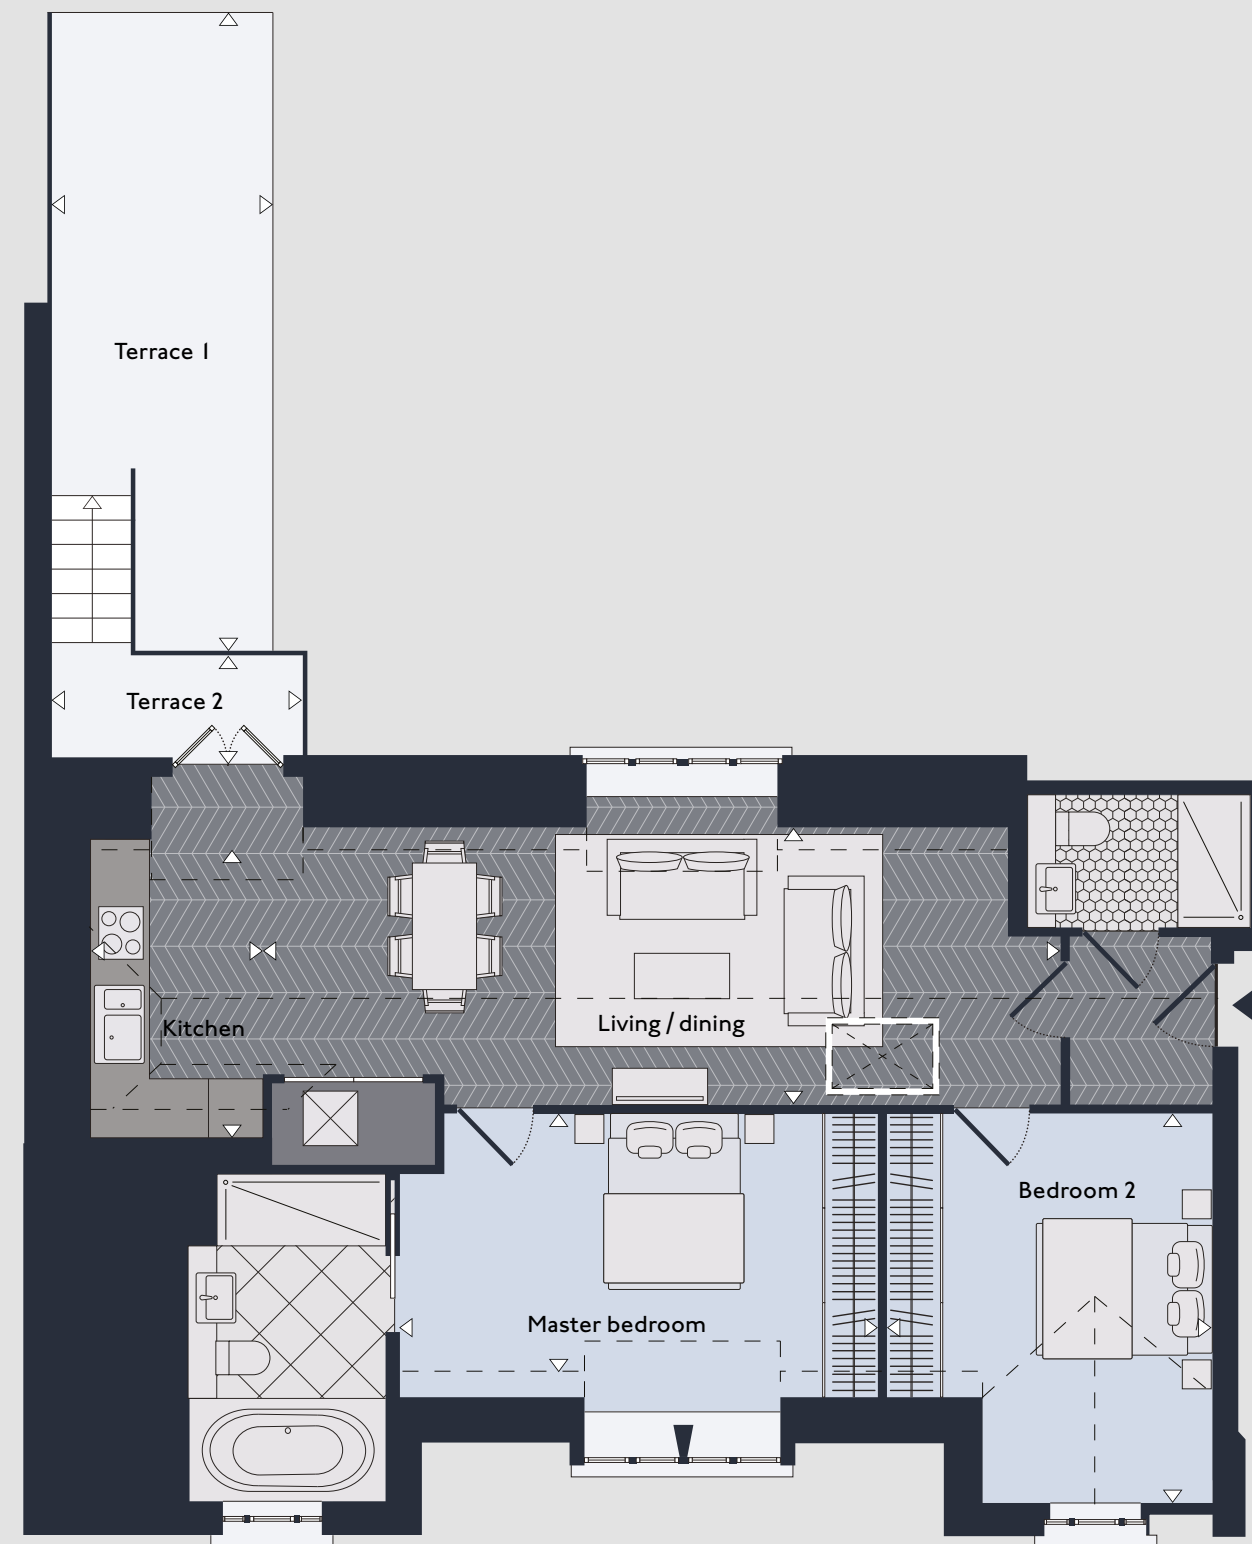 Terrace 1
Terrace 2
Kitchen
Living / dining
Bedroom 2
Master bedroom